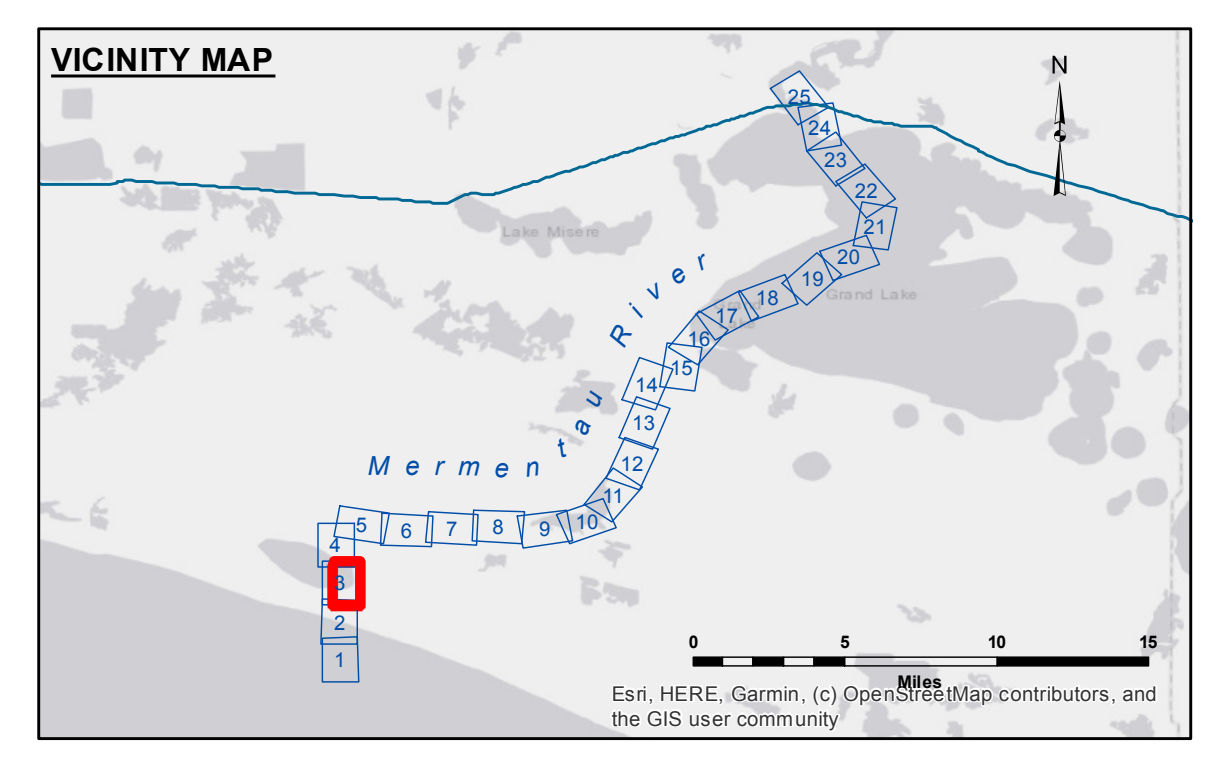 VICINITY MAP
N
25
24
23
22
21
20
19
18
17
16
15
14
13
12
11
10
9
8
7
6
5
4
3
2
1
Lake Misere
Grand Lake
Grand
Lake
Mermentau River
0 5 10 15
Miles
Esri, HERE, Garmin, (c) OpenStreetMap contributors, and
the GIS user community